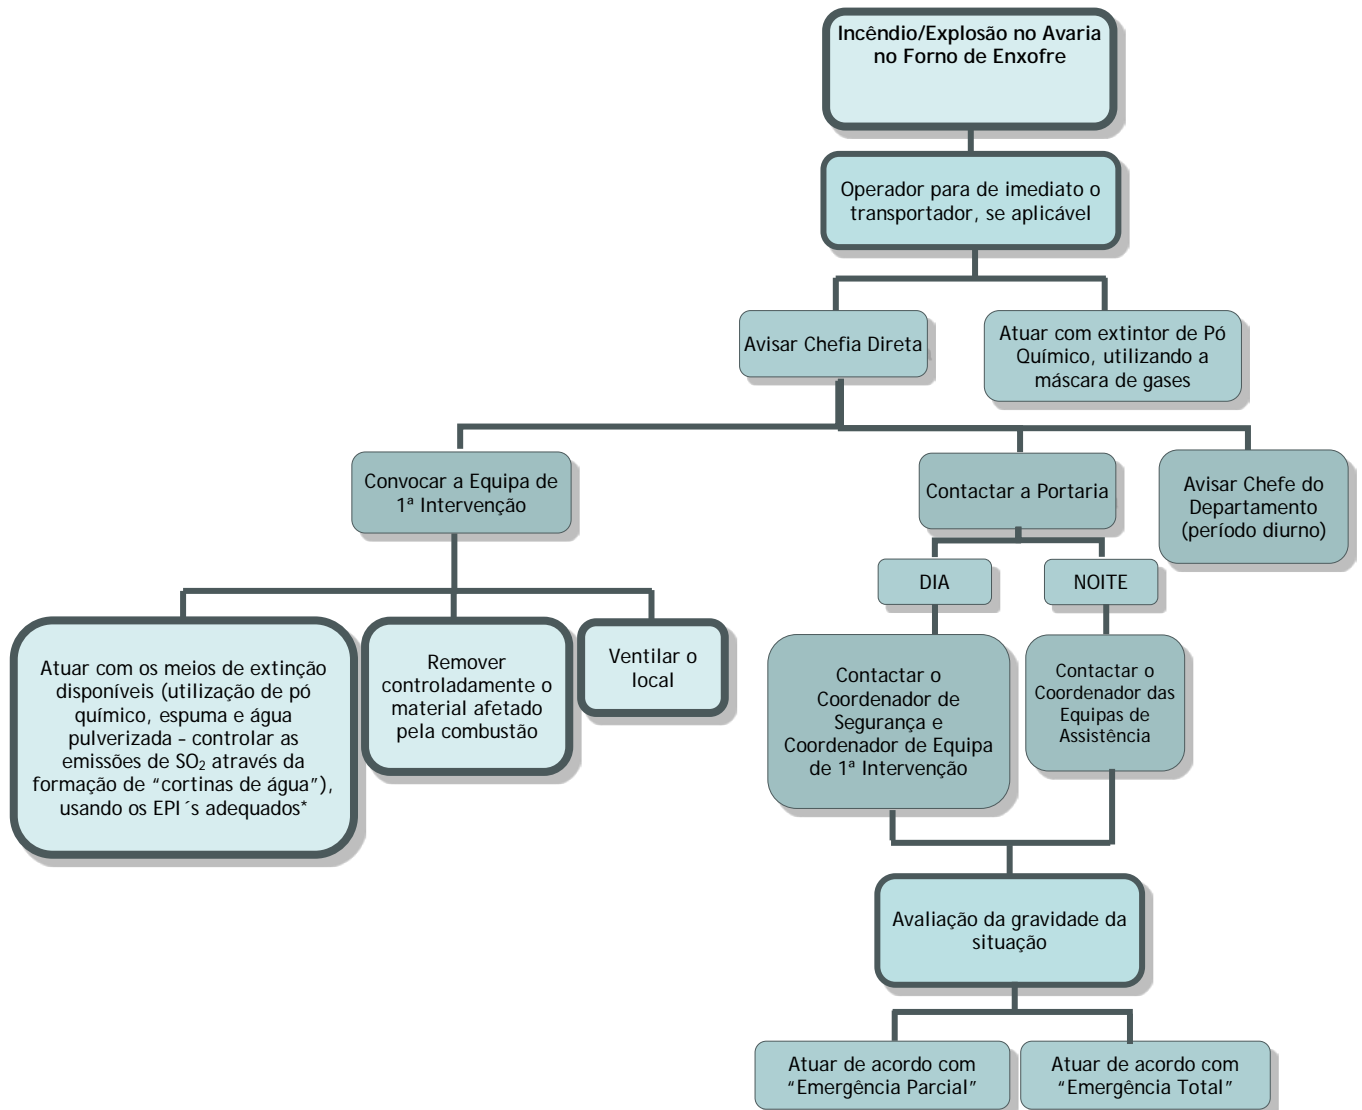 Incêndio/Explosão no Avaria
no Forno de Enxofre
Operador para de imediato o
transportador, se aplicável
Avisar Chefia Direta
Atuar com extintor de Pó
Químico, utilizando a
máscara de gases
Convocar a Equipa de
1ª Intervenção
Contactar a Portaria
Avisar Chefe do
Departamento
(período diurno)
DIA
NOITE
Atuar com os meios de extinção
disponíveis (utilização de pó
químico, espuma e água
pulverizada – controlar as
emissões de SO₂ através da
formação de “cortinas de água”),
usando os EPI´s adequados*
Remover
controladamente o
material afetado
pela combustão
Ventilar o
local
Contactar o
Coordenador de
Segurança e
Coordenador de Equipa
de 1ª Intervenção
Contactar o
Coordenador das
Equipas de
Assistência
Avaliação da gravidade da
situação
Atuar de acordo com
“Emergência Parcial”
Atuar de acordo com
“Emergência Total”